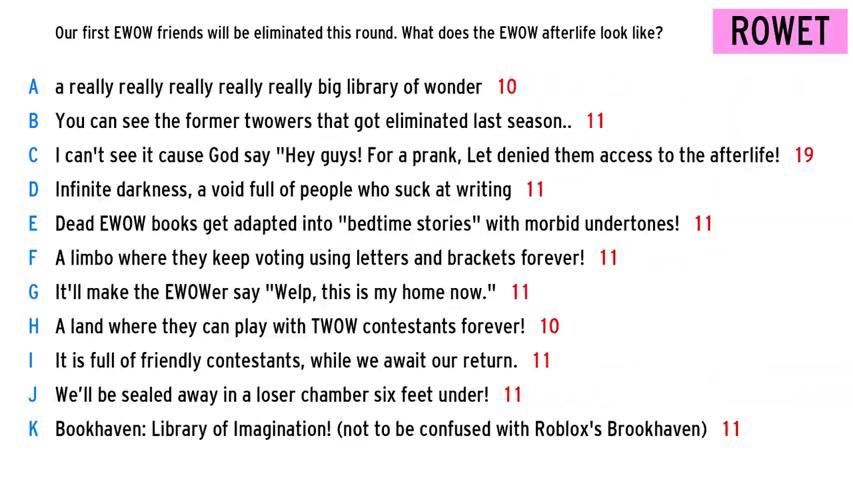 Our first EWOW friends will be eliminated this round. What does the EWOW afterlife look like?
ROWET
A a really really really really really big library of wonder 10
B You can see the former twowers that got eliminated last season.. 11
C I can't see it cause God say "Hey guys! For a prank, Let denied them access to the afterlife! 19
D Infinite darkness, a void full of people who suck at writing 11
E Dead EWOW books get adapted into "bedtime stories" with morbid undertones! 11
F A limbo where they keep voting using letters and brackets forever! 11
G It'll make the EWOWer say "Welp, this is my home now." 11
H A land where they can play with TWOW contestants forever! 10
I It is full of friendly contestants, while we await our return. 11
J We’ll be sealed away in a loser chamber six feet under! 11
K Bookhaven: Library of Imagination! (not to be confused with Roblox's Brookhaven) 11